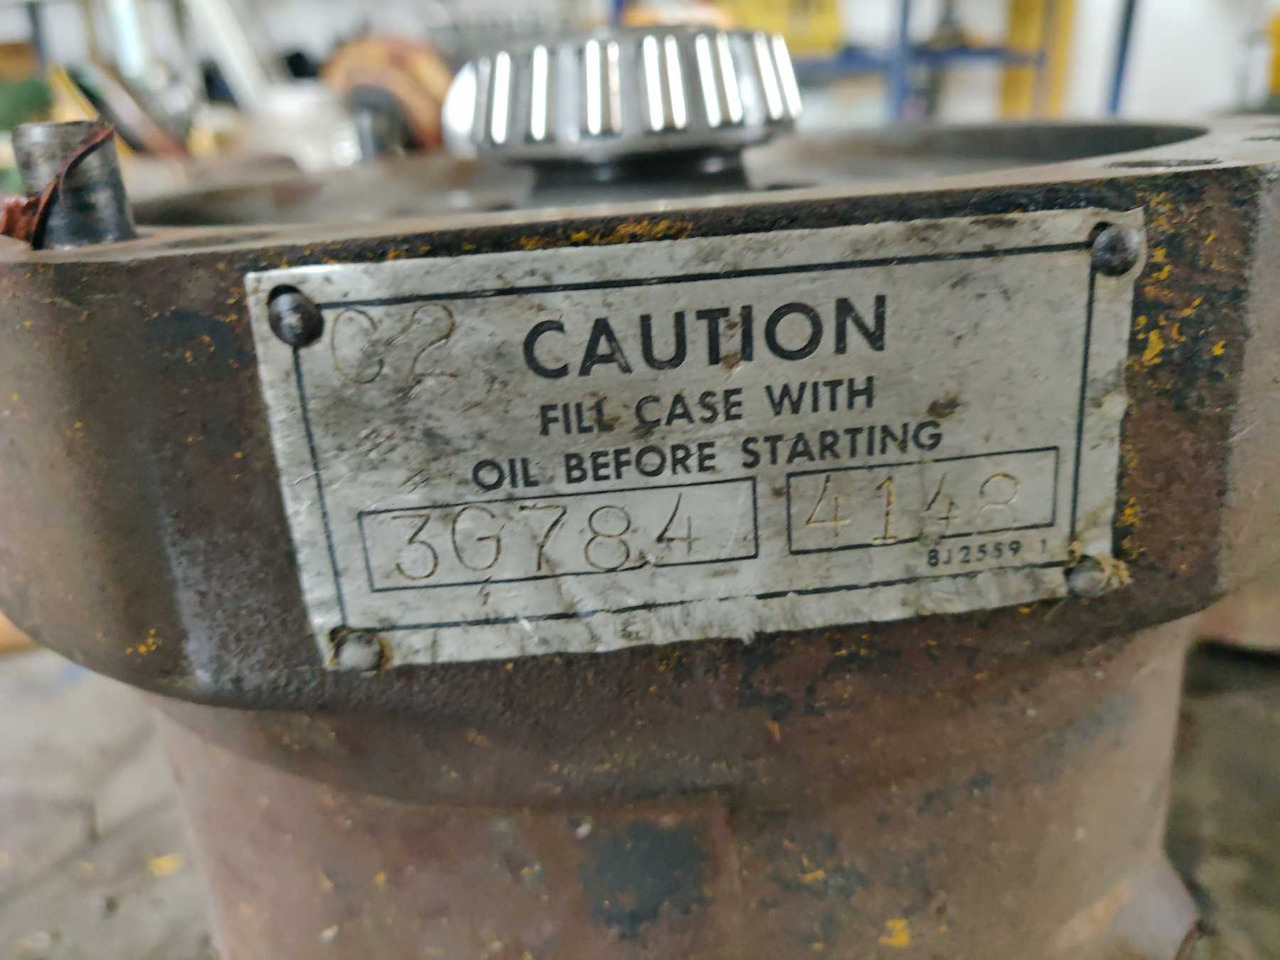 C2
CAUTION
FILL CASE WITH
OIL BEFORE STARTING
3G784 4148
8J2559 1